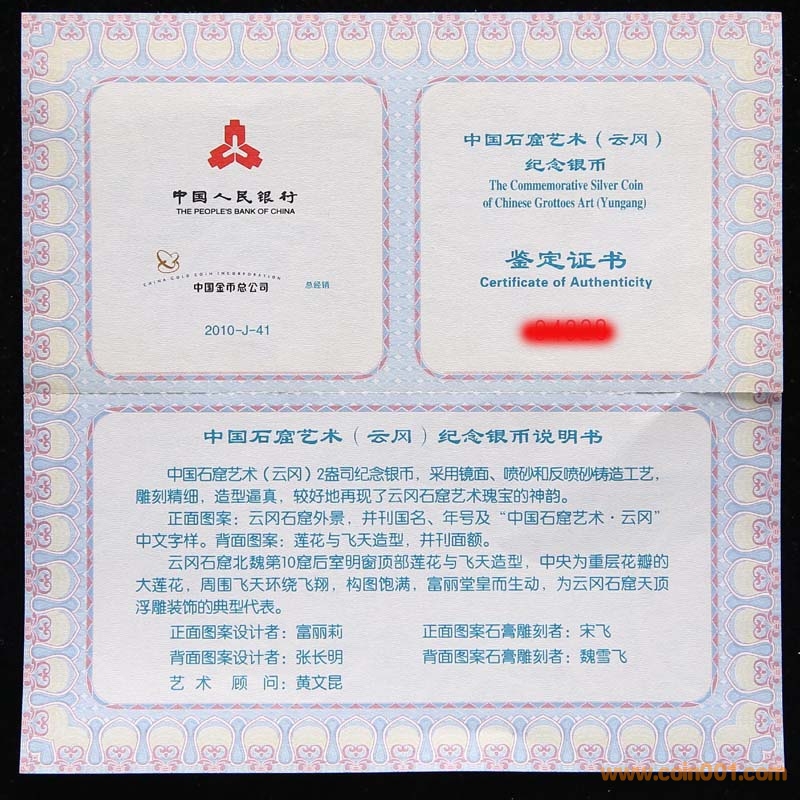 中国人民银行
THE PEOPLE'S BANK OF CHINA
CHINA GOLD COIN INCORPORATION
中国金币总公司 总经销
2010-J-41
中国石窟艺术（云冈）
纪念银币
The Commemorative Silver Coin
of Chinese Grottoes Art (Yungang)
鉴定证书
Certificate of Authenticity
中国石窟艺术（云冈）纪念银币说明书
中国石窟艺术（云冈）2盎司纪念银币，采用镜面、喷砂和反喷砂铸造工艺，
雕刻精细，造型逼真，较好地再现了云冈石窟艺术瑰宝的神韵。
正面图案：云冈石窟外景，并刊国名、年号及“中国石窟艺术·云冈”
中文字样。背面图案：莲花与飞天造型，并刊面额。
云冈石窟北魏第10窟后室明窗顶部莲花与飞天造型，中央为重层花瓣的
大莲花，周围飞天环绕飞翔，构图饱满，富丽堂皇而生动，为云冈石窟天顶
浮雕装饰的典型代表。
正面图案设计者：富丽莉 正面图案石膏雕刻者：宋飞
背面图案设计者：张长明 背面图案石膏雕刻者：魏雪飞
艺术顾问：黄文昆
www.coin001.com